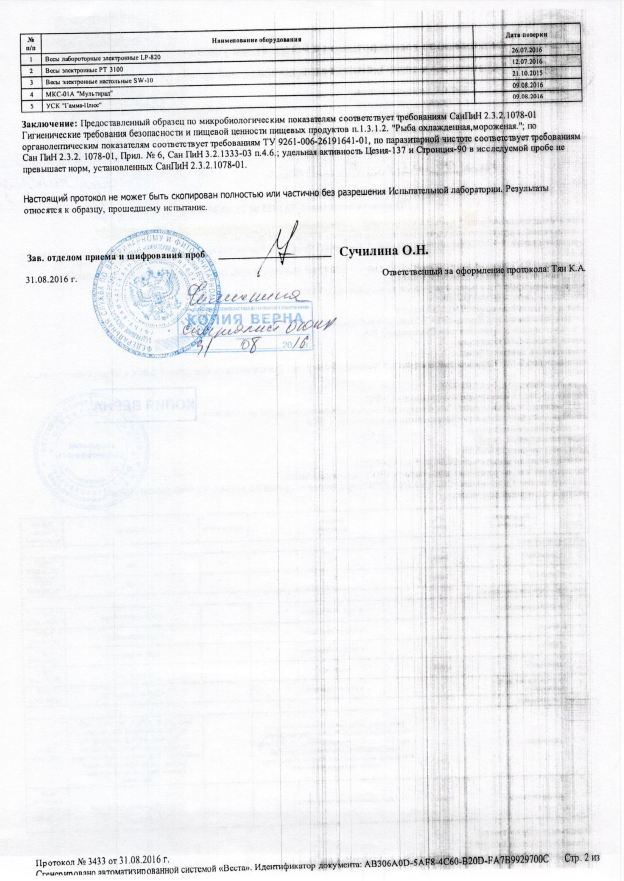 № п/п Наименование оборудования Дата поверки
1 Весы лабороторные электронные LP-820 26.07.2016
2 Весы электронные РТ 3100 12.07.2016
3 Весы электронные настольные SW-10 21.10.2015
4 МКС-01А "Мультирад" 09.08.2016
5 УСК "Гамма-Плюс" 09.08.2016
Заключение: Предоставленный образец по микробиологическим показателям соответствует требованиям СанПиН 2.3.2.1078-01
Гигиенические требования безопасности и пищевой ценности пищевых продуктов п.1.3.1.2. "Рыба охлажденная,мороженая."; по
органолептическим показателям соответствует требованиям ТУ 9261-006-26191641-01, по паразитарной чистоте соответствует требованиям
Сан ПиН 2.3.2. 1078-01, Прил. № 6, Сан ПиН 3.2.1333-03 п.4.6.; удельная активность Цезия-137 и Стронция-90 в исследуемой пробе не
превышает норм, установленных СанПиН 2.3.2.1078-01.
Настоящий протокол не может быть скопирован полностью или частично без разрешения Испытательной лаборатории. Результаты
относятся к образцу, прошедшему испытание.
Зав. отделом приема и шифрования проб Сучилина О.Н.
31.08.2016 г. Ответственный за оформление протокола: Тян К.А.
КОПИЯ ВЕРНА
31 08 2016
КОПИЯ ВЕРНА
Протокол № 3433 от 31.08.2016 г.
Сгенерировано автоматизированной системой «Веста». Идентификатор документа: AB306A0D-5AF8-4C60-B20D-FA7B9929700C Стр. 2 из